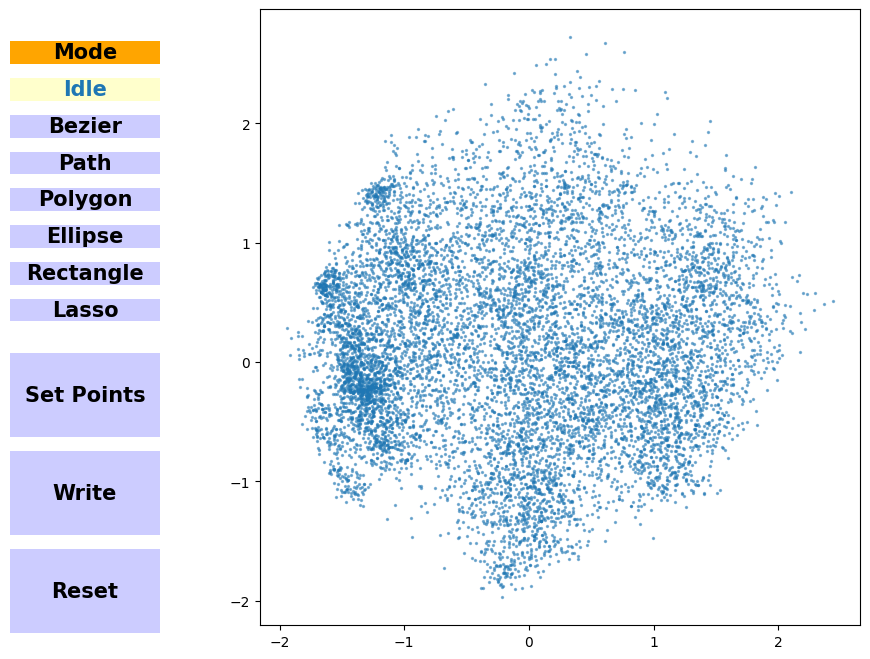 Mode
Idle
Bezier
Path
Polygon
Ellipse
Rectangle
Lasso
Set Points
Write
Reset
2
1
0
−1
−2
−2 −1 0 1 2